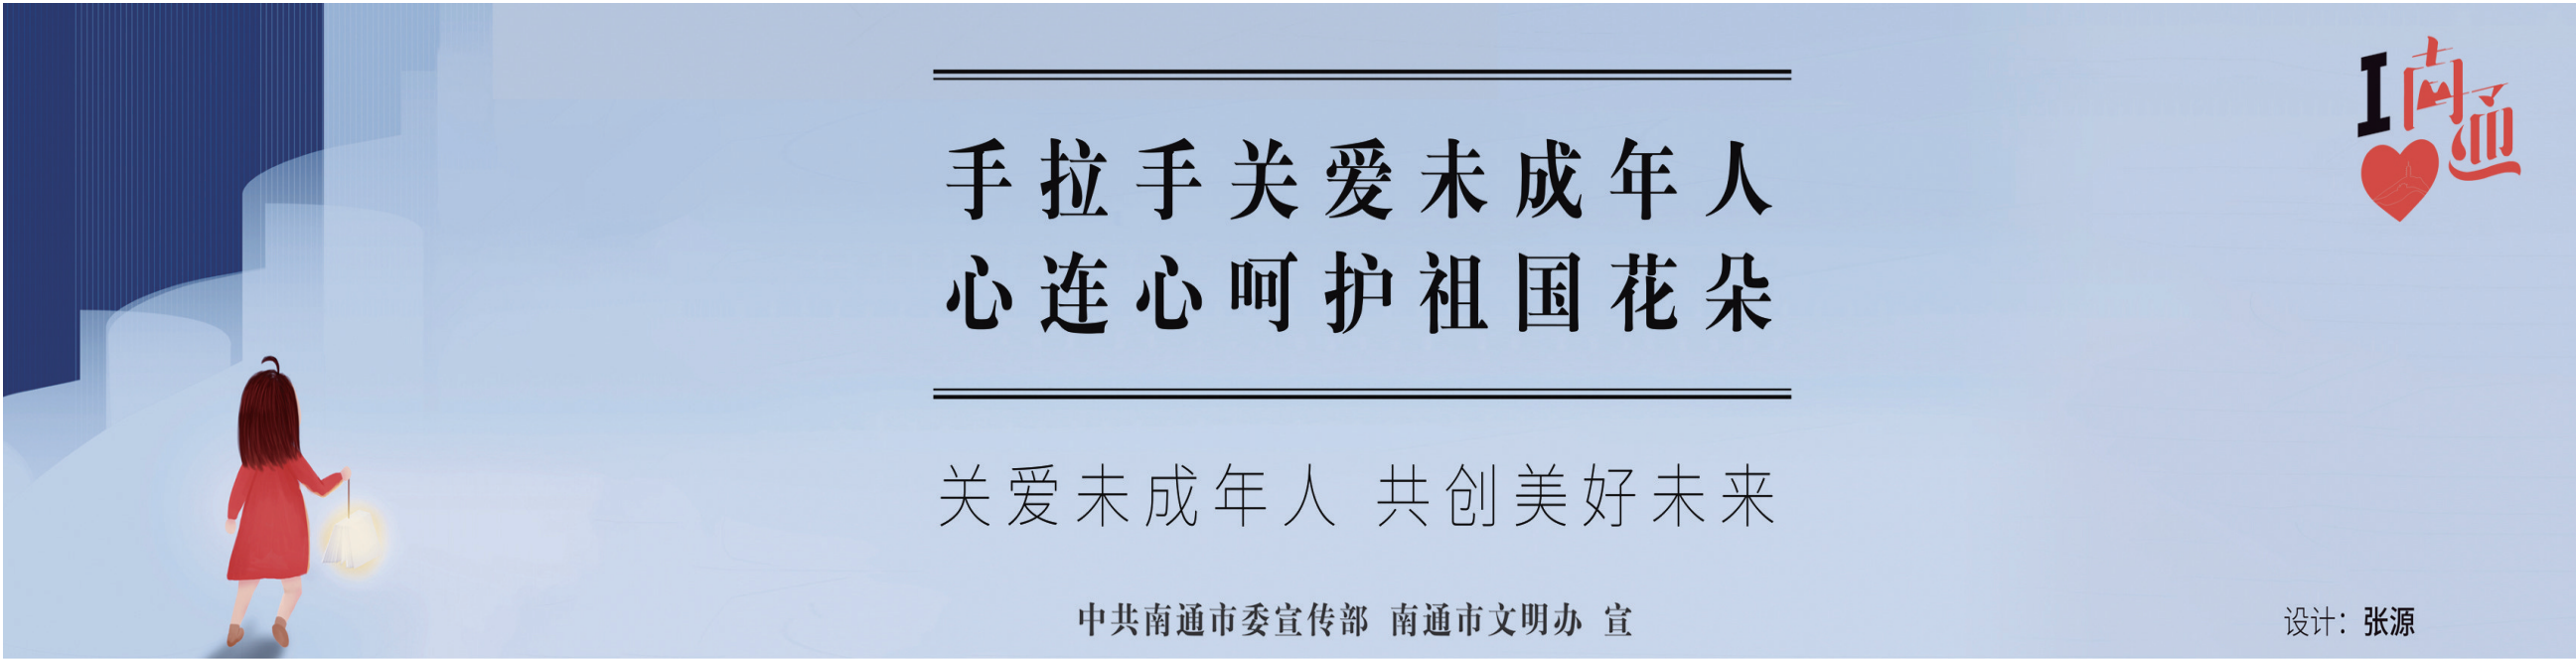 手拉手关爱未成年人
心连心呵护祖国花朵
关爱未成年人 共创美好未来
中共南通市委宣传部 南通市文明办 宣
I 南通
设计：张源